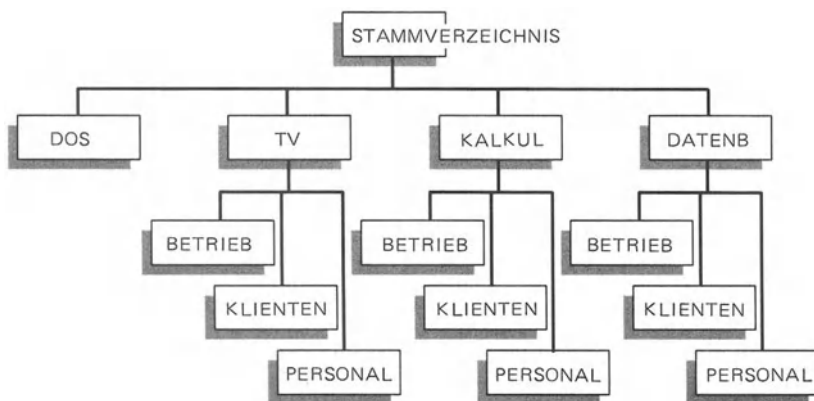 STAMMVERZEICHNIS
DOS
TV
KALKUL
DATENB
BETRIEB
BETRIEB
BETRIEB
KLIENTEN
KLIENTEN
KLIENTEN
PERSONAL
PERSONAL
PERSONAL